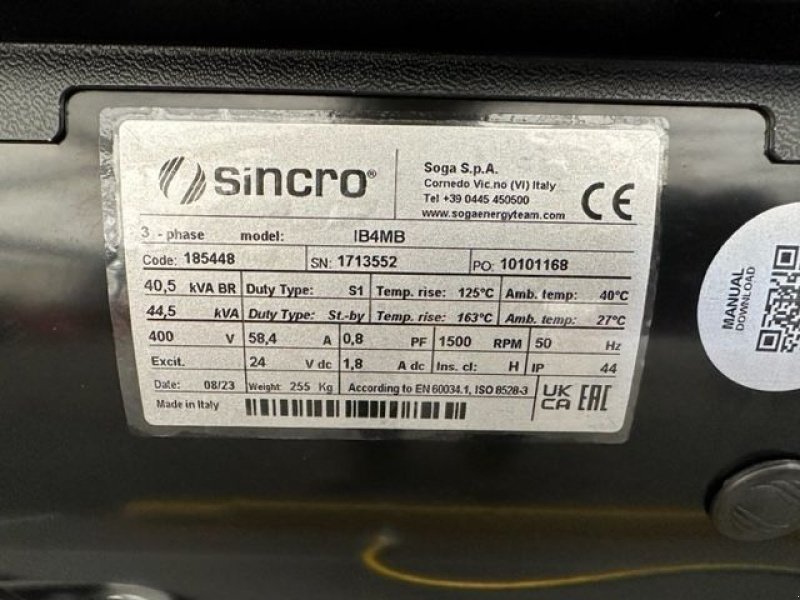 sincro®
Soga S.p.A.
Cornedo Vic.no (VI) Italy
Tel +39 0445 450500
www.sogaenergyteam.com
CE
3 - phase model: IB4MB
Code: 185448 SN: 1713552 PO: 10101168
40,5 kVA BR Duty Type: S1 Temp. rise: 125°C Amb. temp: 40°C
44,5 kVA Duty Type: St.-by Temp. rise: 163°C Amb. temp: 27°C
400 V 58,4 A 0,8 PF 1500 RPM 50 Hz
Excit. 24 V dc 1,8 A dc Ins. cl: H IP 44
Date: 08/23 Weight: 255 Kg According to EN 60034.1, ISO 8528-3 UK CA EAC
Made in Italy
MANUAL
DOWNLOAD